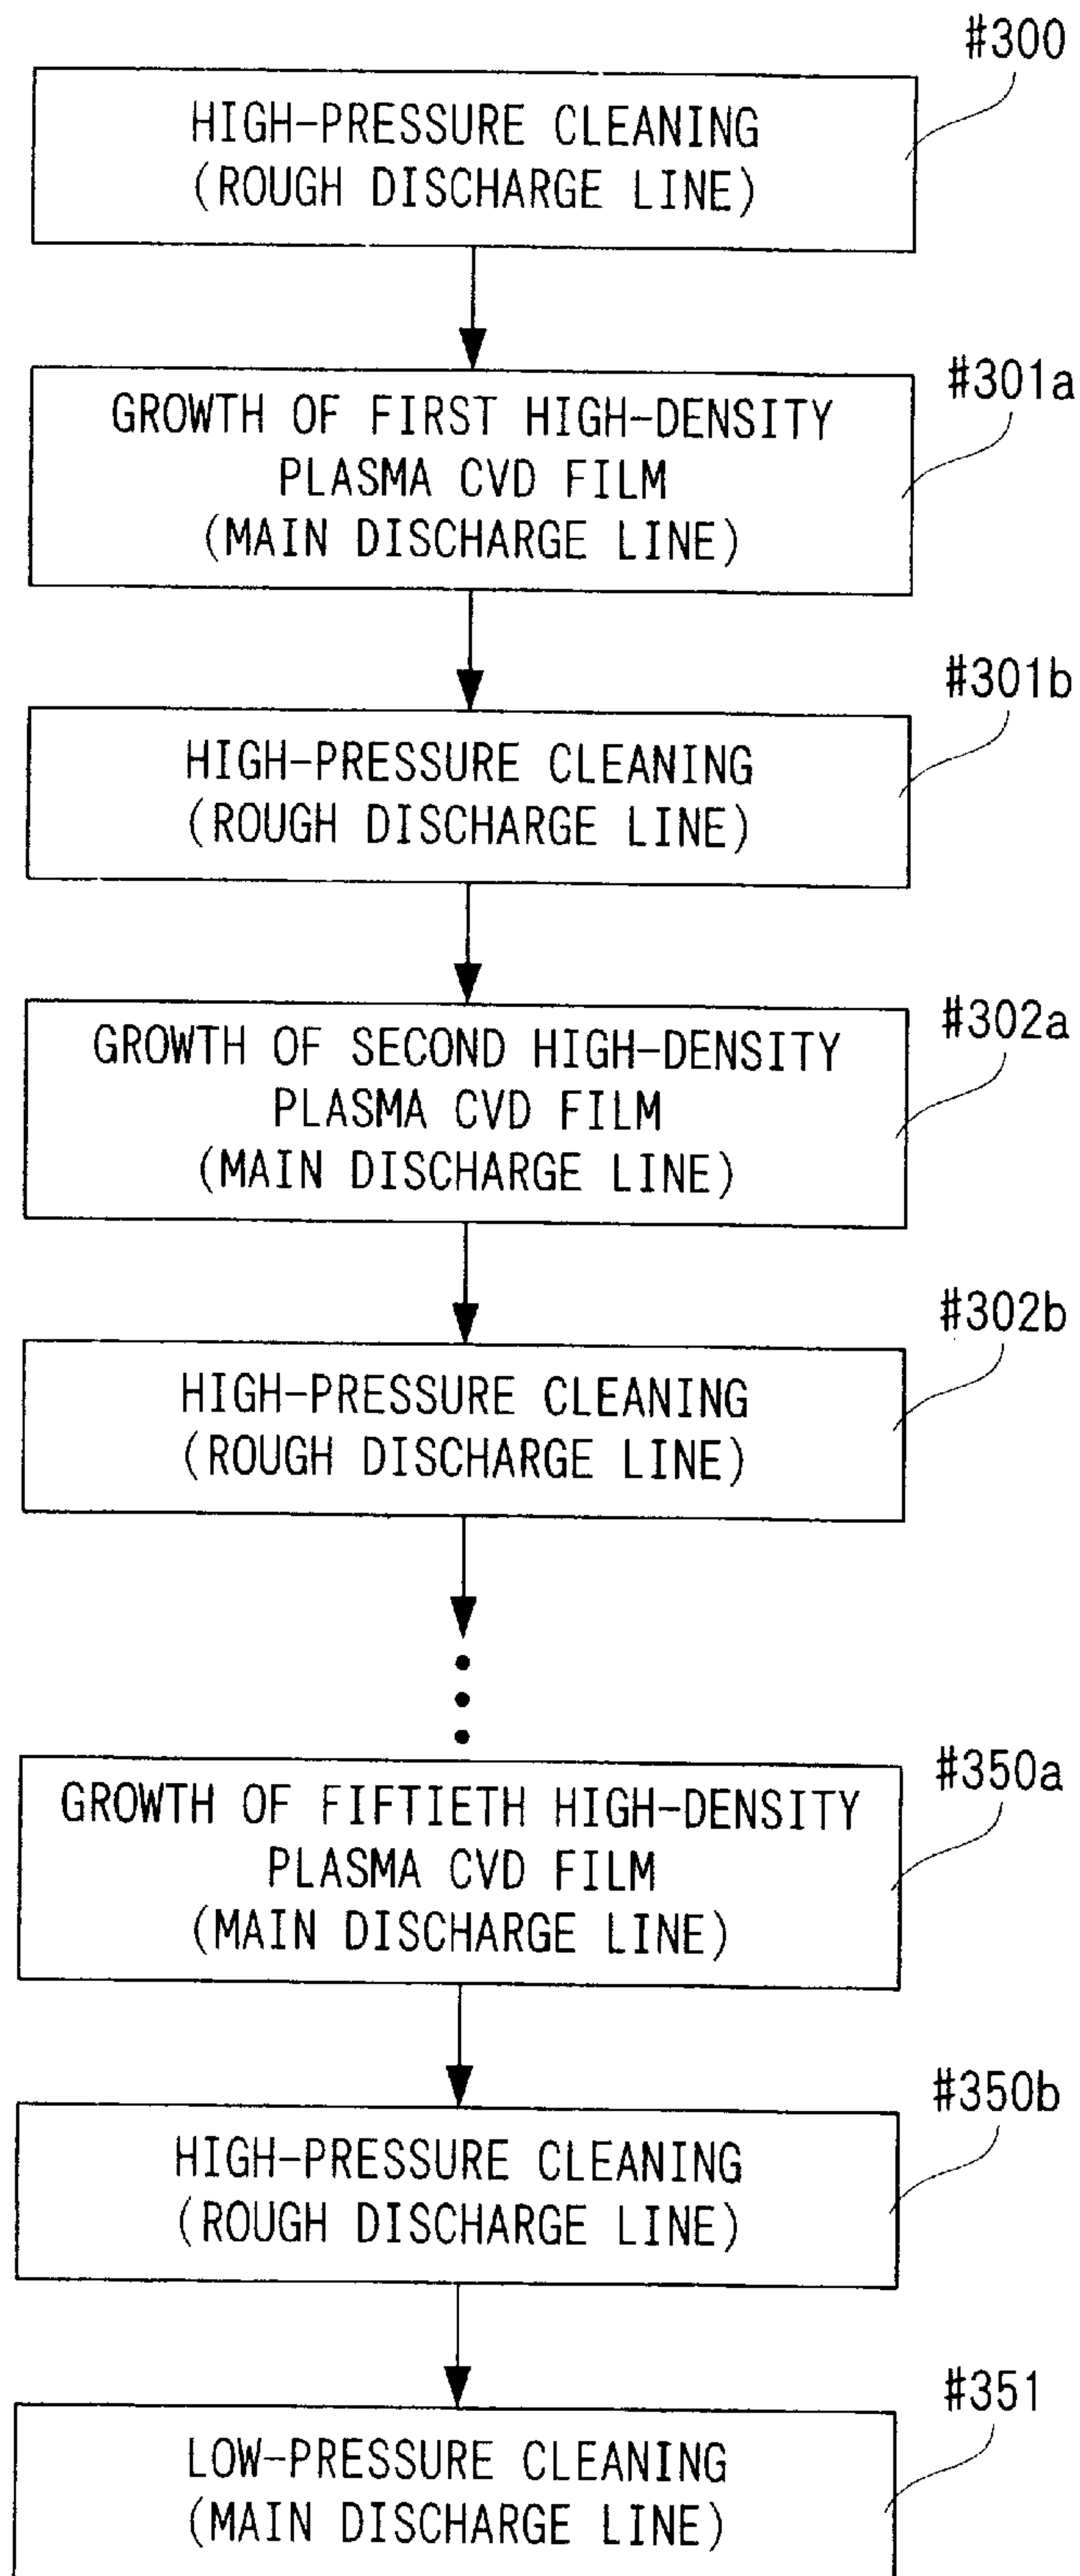 #300
HIGH-PRESSURE CLEANING
(ROUGH DISCHARGE LINE)
#301a
GROWTH OF FIRST HIGH-DENSITY
PLASMA CVD FILM
(MAIN DISCHARGE LINE)
#301b
HIGH-PRESSURE CLEANING
(ROUGH DISCHARGE LINE)
#302a
GROWTH OF SECOND HIGH-DENSITY
PLASMA CVD FILM
(MAIN DISCHARGE LINE)
#302b
HIGH-PRESSURE CLEANING
(ROUGH DISCHARGE LINE)
#350a
GROWTH OF FIFTIETH HIGH-DENSITY
PLASMA CVD FILM
(MAIN DISCHARGE LINE)
#350b
HIGH-PRESSURE CLEANING
(ROUGH DISCHARGE LINE)
#351
LOW-PRESSURE CLEANING
(MAIN DISCHARGE LINE)